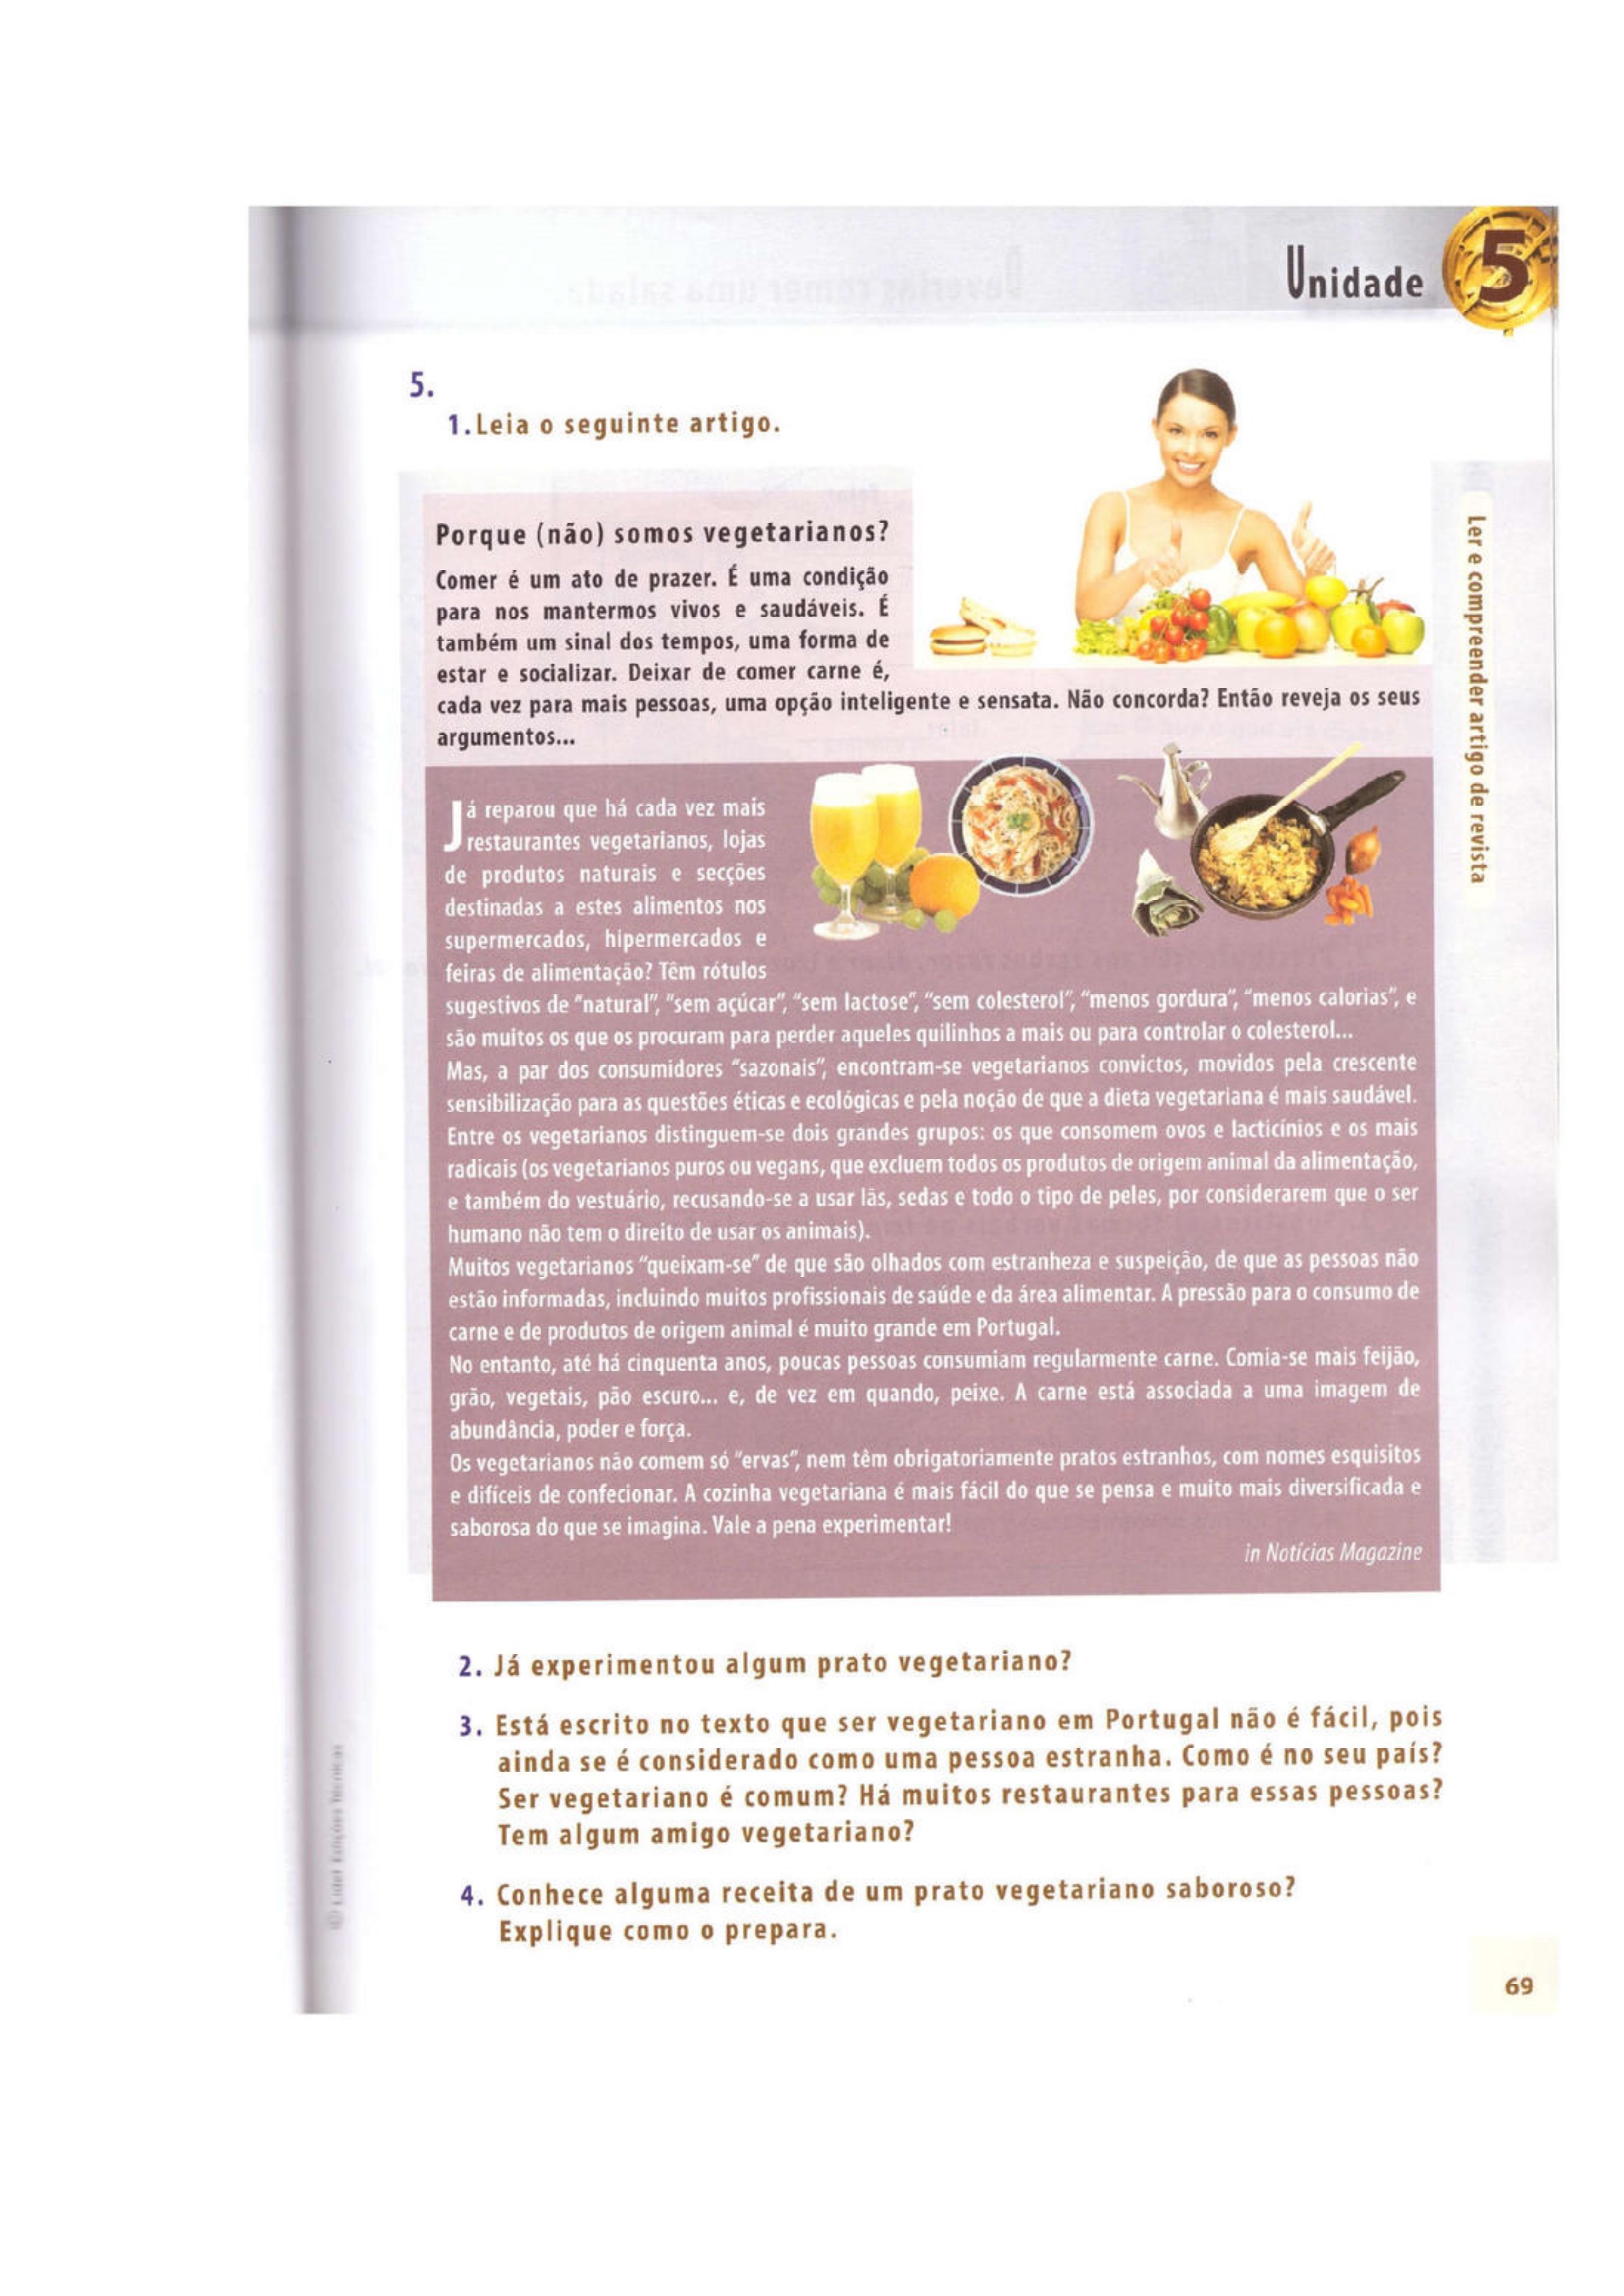 Unidade 5
5.
1. Leia o seguinte artigo.
Porque (não) somos vegetarianos?
Comer é um ato de prazer. É uma condição
para nos mantermos vivos e saudáveis. É
também um sinal dos tempos, uma forma de
estar e socializar. Deixar de comer carne é,
cada vez para mais pessoas, uma opção inteligente e sensata. Não concorda? Então reveja os seus
argumentos...
Já reparou que há cada vez mais
restaurantes vegetarianos, lojas
de produtos naturais e secções
destinadas a estes alimentos nos
supermercados, hipermercados e
feiras de alimentação? Têm rótulos
sugestivos de "natural", "sem açúcar", "sem lactose", "sem colesterol", "menos gordura", "menos calorias", e
são muitos os que os procuram para perder aqueles quilinhos a mais ou para controlar o colesterol...
Mas, a par dos consumidores "sazonais", encontram-se vegetarianos convictos, movidos pela crescente
sensibilização para as questões éticas e ecológicas e pela noção de que a dieta vegetariana é mais saudável.
Entre os vegetarianos distinguem-se dois grandes grupos: os que consomem ovos e lacticínios e os mais
radicais (os vegetarianos puros ou vegans, que excluem todos os produtos de origem animal da alimentação,
e também do vestuário, recusando-se a usar lãs, sedas e todo o tipo de peles, por considerarem que o ser
humano não tem o direito de usar os animais).
Muitos vegetarianos "queixam-se" de que são olhados com estranheza e suspeição, de que as pessoas não
estão informadas, incluindo muitos profissionais de saúde e da área alimentar. A pressão para o consumo de
carne e de produtos de origem animal é muito grande em Portugal.
No entanto, até há cinquenta anos, poucas pessoas consumiam regularmente carne. Comia-se mais feijão,
grão, vegetais, pão escuro... e, de vez em quando, peixe. A carne está associada a uma imagem de
abundância, poder e força.
Os vegetarianos não comem só "ervas", nem têm obrigatoriamente pratos estranhos, com nomes esquisitos
e difíceis de confecionar. A cozinha vegetariana é mais fácil do que se pensa e muito mais diversificada e
saborosa do que se imagina. Vale a pena experimentar!
in Notícias Magazine
Ler e compreender artigo de revista
2. Já experimentou algum prato vegetariano?
3. Está escrito no texto que ser vegetariano em Portugal não é fácil, pois
ainda se é considerado como uma pessoa estranha. Como é no seu país?
Ser vegetariano é comum? Há muitos restaurantes para essas pessoas?
Tem algum amigo vegetariano?
4. Conhece alguma receita de um prato vegetariano saboroso?
Explique como o prepara.
© Lidel Edições Técnicas
69